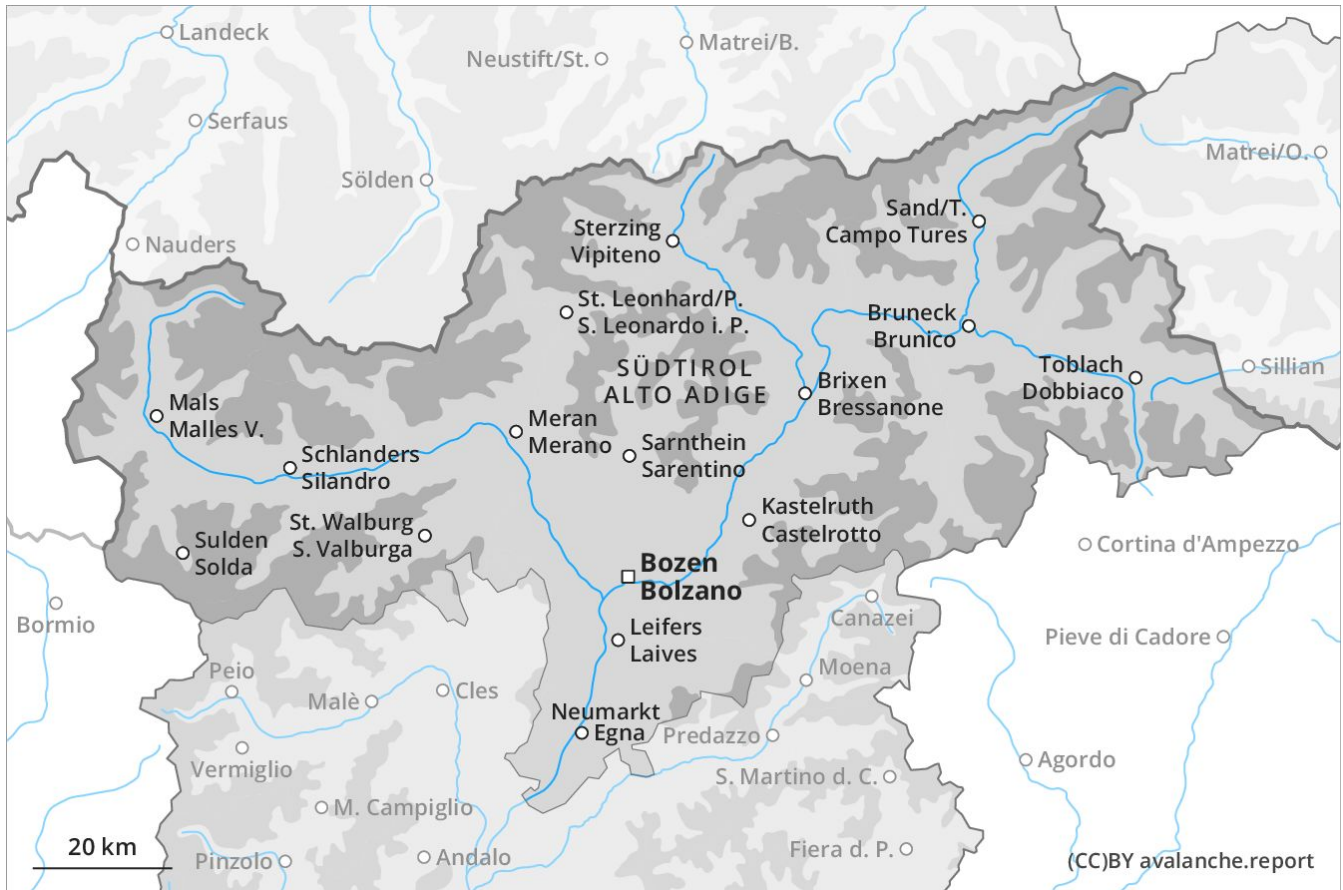 Landeck
Matrei/B.
Neustift/St.
Serfaus
Matrei/O.
Sölden
Sand/T.
Campo Tures
Sterzing
Vipiteno
Nauders
St. Leonhard/P.
S. Leonardo i. P.
Bruneck
Brunico
SÜDTIROL
ALTO ADIGE
Toblach
Dobbiaco
Sillian
Brixen
Bressanone
Mals
Malles V.
Meran
Merano
Sarnthein
Sarentino
Schlanders
Silandro
Kastelruth
Castelrotto
St. Walburg
S. Valburga
Sulden
Solda
Cortina d'Ampezzo
Bozen
Bolzano
Bormio
Canazei
Leifers
Laives
Pieve di Cadore
Peio
Moena
Malè
Cles
Neumarkt
Egna
Predazzo
Vermiglio
Agordo
S. Martino d. C.
M. Campiglio
20 km
Pinzolo
Andalo
Fiera d. P.
(CC)BY avalanche.report